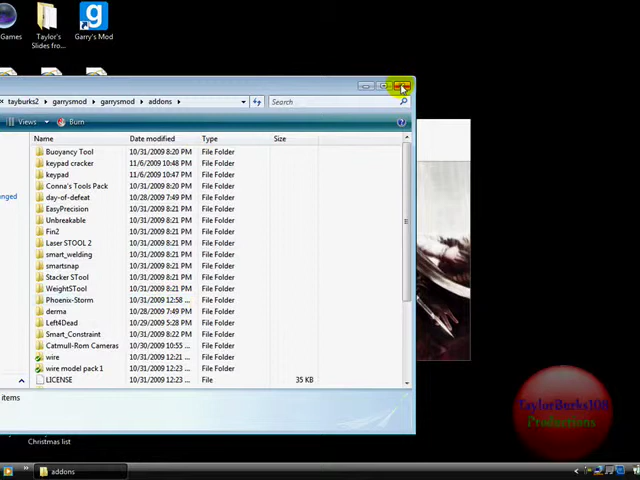 Games
Taylor's
Slides from...
Garry's Mod
tayburks2
garrysmod
garrysmod
addons
Search
Views
Burn
Name
Date modified
Type
Size
Buoyancy Tool
10/31/2009 8:20 PM
File Folder
keypad cracker
11/6/2009 10:48 PM
File Folder
keypad
11/6/2009 10:47 PM
File Folder
Conna's Tools Pack
10/31/2009 8:20 PM
File Folder
day-of-defeat
10/28/2009 7:49 PM
File Folder
EasyPrecision
10/31/2009 8:21 PM
File Folder
Unbreakable
10/31/2009 8:21 PM
File Folder
Fin2
10/31/2009 8:21 PM
File Folder
Laser STOOL 2
10/31/2009 8:21 PM
File Folder
smart_welding
10/31/2009 8:21 PM
File Folder
smartsnap
10/31/2009 8:21 PM
File Folder
Stacker STool
10/31/2009 8:21 PM
File Folder
WeightSTool
10/31/2009 8:21 PM
File Folder
Phoenix-Storm
10/31/2009 12:58 ...
File Folder
derma
10/28/2009 7:49 PM
File Folder
Left4Dead
10/29/2009 5:28 PM
File Folder
Smart_Constraint
10/31/2009 8:22 PM
File Folder
Catmull-Rom Cameras
10/30/2009 10:55 ...
File Folder
wire
10/31/2009 12:21 ...
File Folder
wire model pack 1
10/31/2009 12:23 ...
File Folder
LICENSE
10/31/2009 12:23 ...
File
35 KB
anged
items
TaylorBurks108
Productions
Christmas list
addons